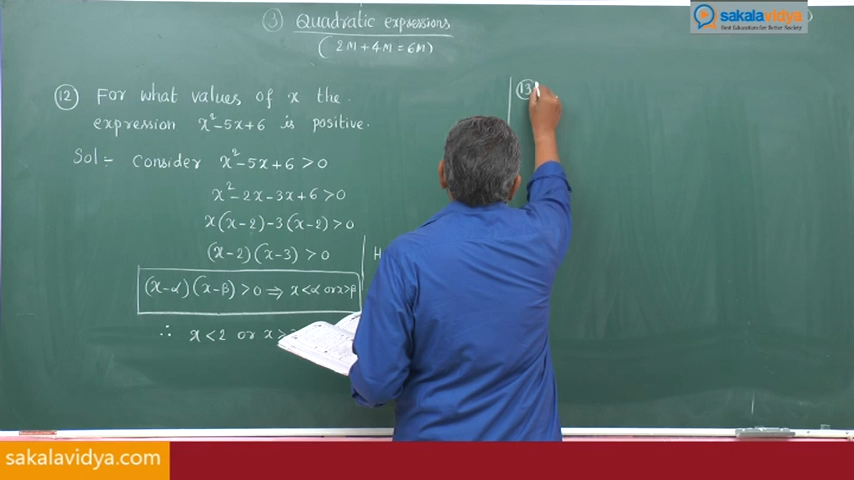 ③ Quadratic expressions
(2M+4M=6M)
⑫ For what values of x the
expression x²-5x+6 is positive.
Sol:- Consider x²-5x+6>0
x²-2x-3x+6>0
x(x-2)-3(x-2)>0
(x-2)(x-3)>0
(x-α)(x-β)>0 ⇒ x<α or x>β
∴ x<2 or x>
H
⑬
sakalavidya
Best Education for Better Society
sakalavidya.com